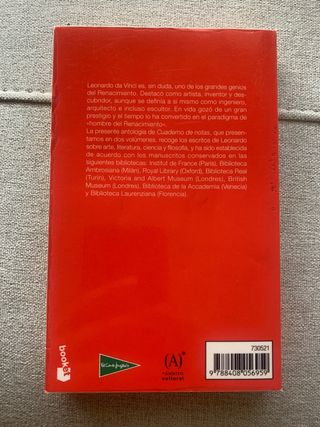 Leonardo da Vinci es, sin duda, uno de los grandes genios
del Renacimiento. Destacó como artista, inventor y des-
cubridor, aunque se definía a sí mismo como ingeniero,
arquitecto e incluso escultor. En vida gozó de un gran
prestigio y el tiempo lo ha convertido en el paradigma de
«hombre del Renacimiento».
La presente antología de Cuaderno de notas, que presen-
tamos en dos volúmenes, recoge los escritos de Leonardo
sobre arte, literatura, ciencia y filosofía, y ha sido establecida
de acuerdo con los manuscritos conservados en las
siguientes bibliotecas: Institut de France (París), Biblioteca
Ambrosiana (Milán), Royal Library (Oxford), Biblioteca Real
(Turín), Victoria and Albert Museum (Londres), British
Museum (Londres), Biblioteca de la Accademia (Venecia)
y Biblioteca Laurenziana (Florencia).
booket
El Corte Inglés
(A)
ámbito
cultural
730521
9 788408 056959